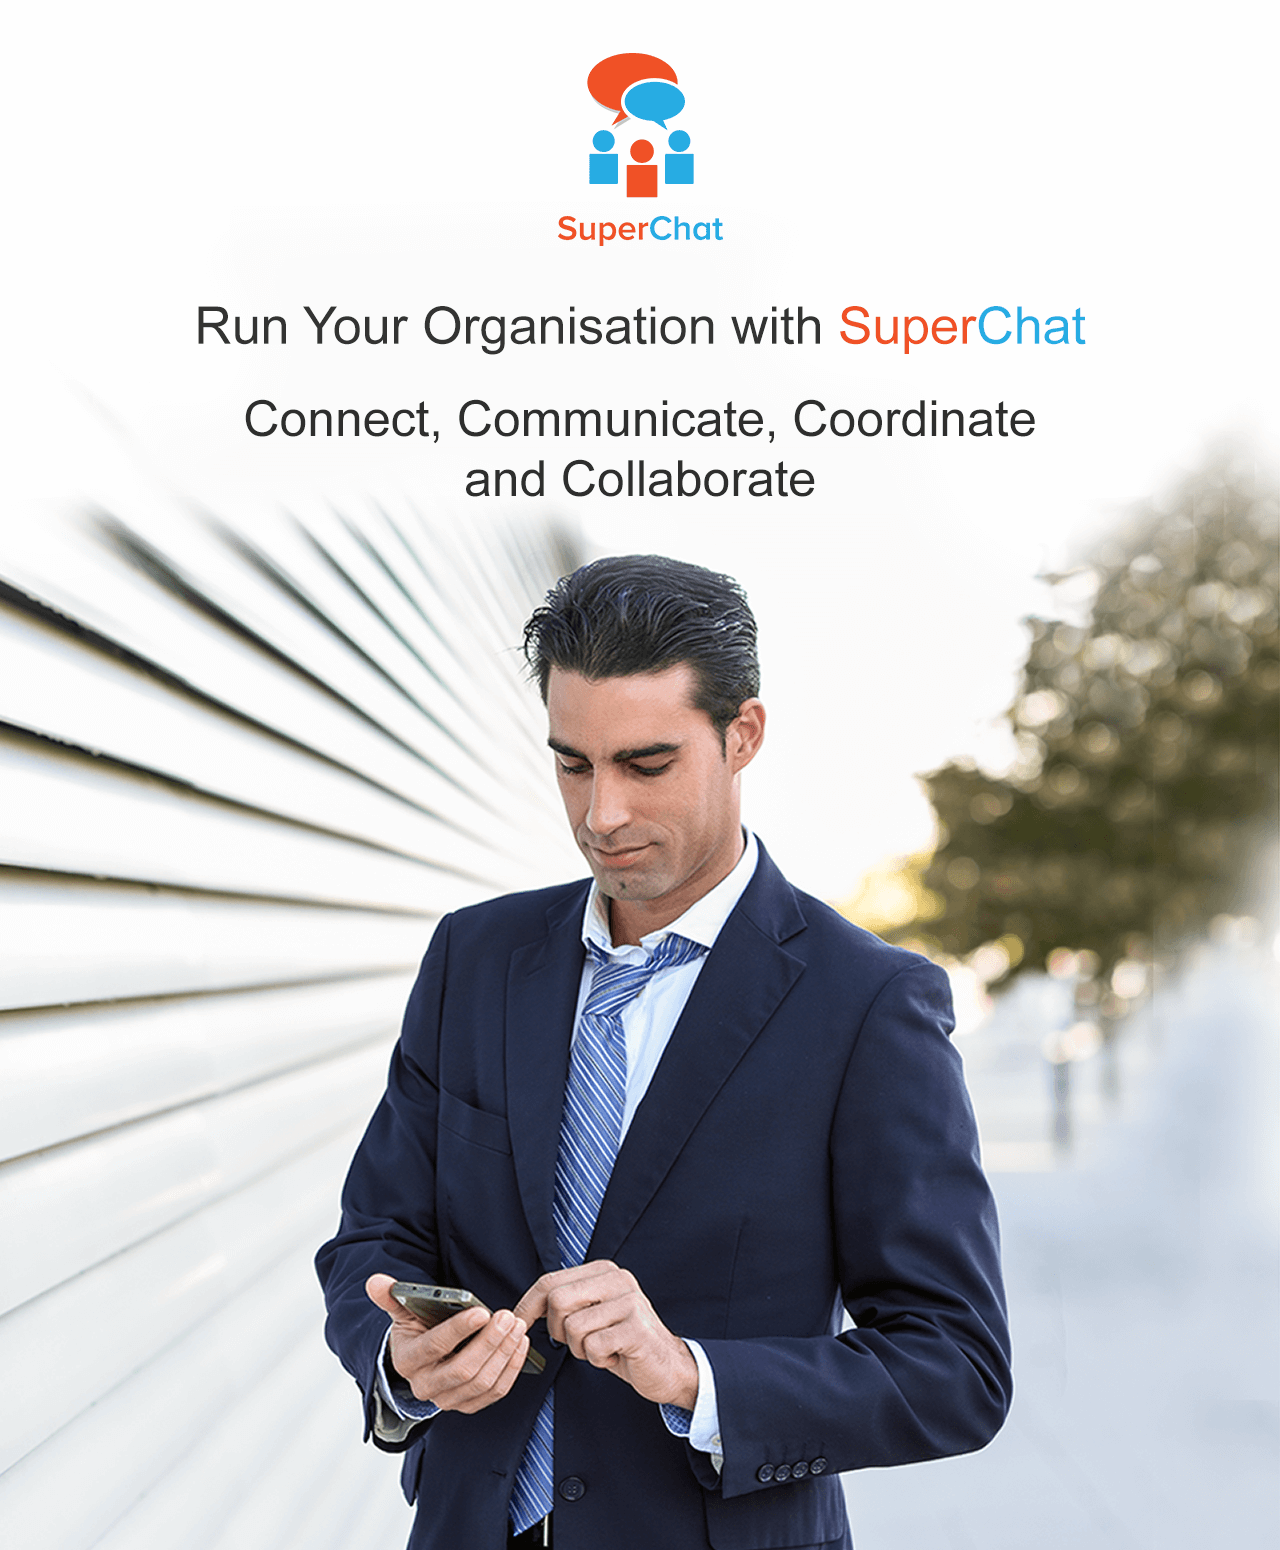 SuperChat
Run Your Organisation with SuperChat
Connect, Communicate, Coordinate
and Collaborate